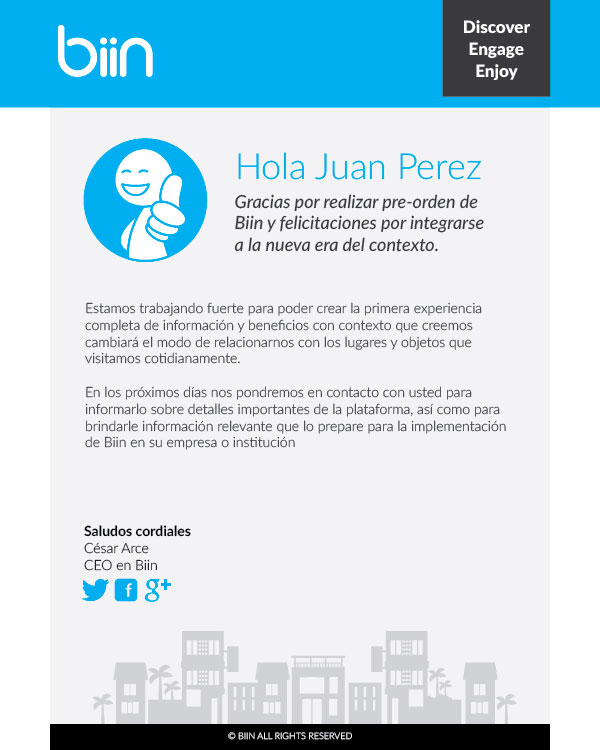 biin
Discover
Engage
Enjoy
Hola Juan Perez
Gracias por realizar pre-orden de
Biin y felicitaciones por integrarse
a la nueva era del contexto.
Estamos trabajando fuerte para poder crear la primera experiencia
completa de información y beneficios con contexto que creemos
cambiará el modo de relacionarnos con los lugares y objetos que
visitamos cotidianamente.
En los próximos días nos pondremos en contacto con usted para
informarlo sobre detalles importantes de la plataforma, así como para
brindarle información relevante que lo prepare para la implementación
de Biin en su empresa o institución
Saludos cordiales
César Arce
CEO en Biin
f g+
© BIIN ALL RIGHTS RESERVED